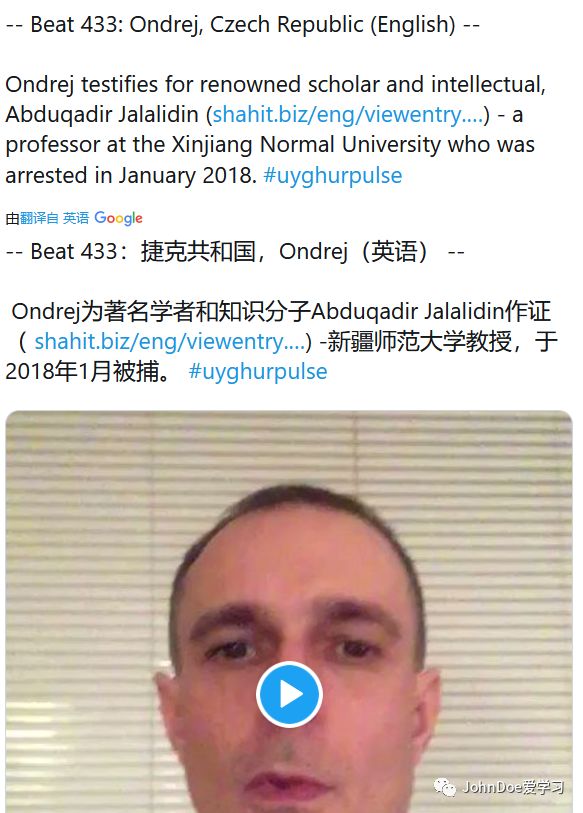 -- Beat 433: Ondrej, Czech Republic (English) --
Ondrej testifies for renowned scholar and intellectual,
Abduqadir Jalalidin (shahit.biz/eng/viewentry....) - a
professor at the Xinjiang Normal University who was
arrested in January 2018. #uyghurpulse
由翻译自 英语 Google
-- Beat 433：捷克共和国，Ondrej（英语） --
Ondrej为著名学者和知识分子Abduqadir Jalalidin作证
（ shahit.biz/eng/viewentry....) -新疆师范大学教授，于
2018年1月被捕。 #uyghurpulse
JohnDoe爱学习